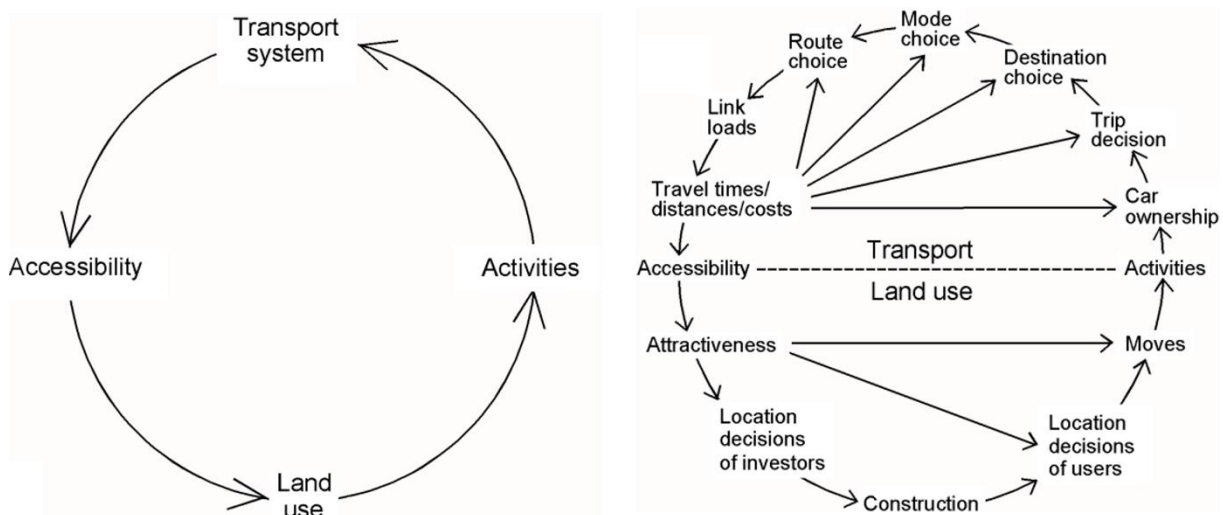 Transport
system
Accessibility
Activities
Land
use
Mode
choice
Route
choice
Destination
choice
Link
loads
Trip
decision
Travel times/
distances/costs
Car
ownership
Transport
Accessibility
Activities
Land use
Attractiveness
Moves
Location
decisions
of investors
Location
decisions
of users
Construction